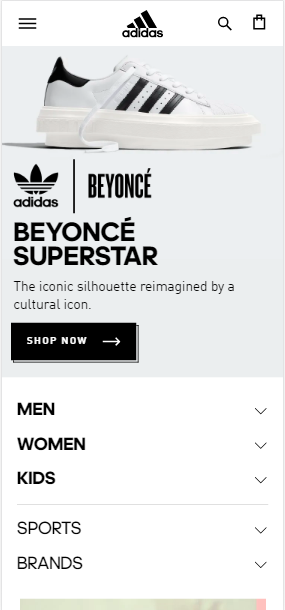 adidas
adidas
BEYONCÉ
BEYONCÉ
SUPERSTAR
The iconic silhouette reimagined by a
cultural icon.
SHOP NOW
MEN
WOMEN
KIDS
SPORTS
BRANDS